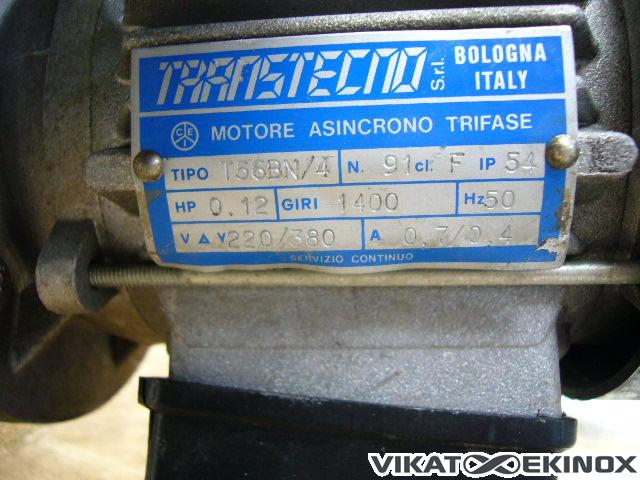 TRANSTECNO S.r.l. BOLOGNA ITALY
CEI MOTORE ASINCRONO TRIFASE
TIPO T56BN/4 N. 91 cl. F IP 54
HP 0.12 GIRI 1400 Hz 50
V Δ Y 220/380 A 0,7/0,4
SERVIZIO CONTINUO
VIKAT∞EKINOX